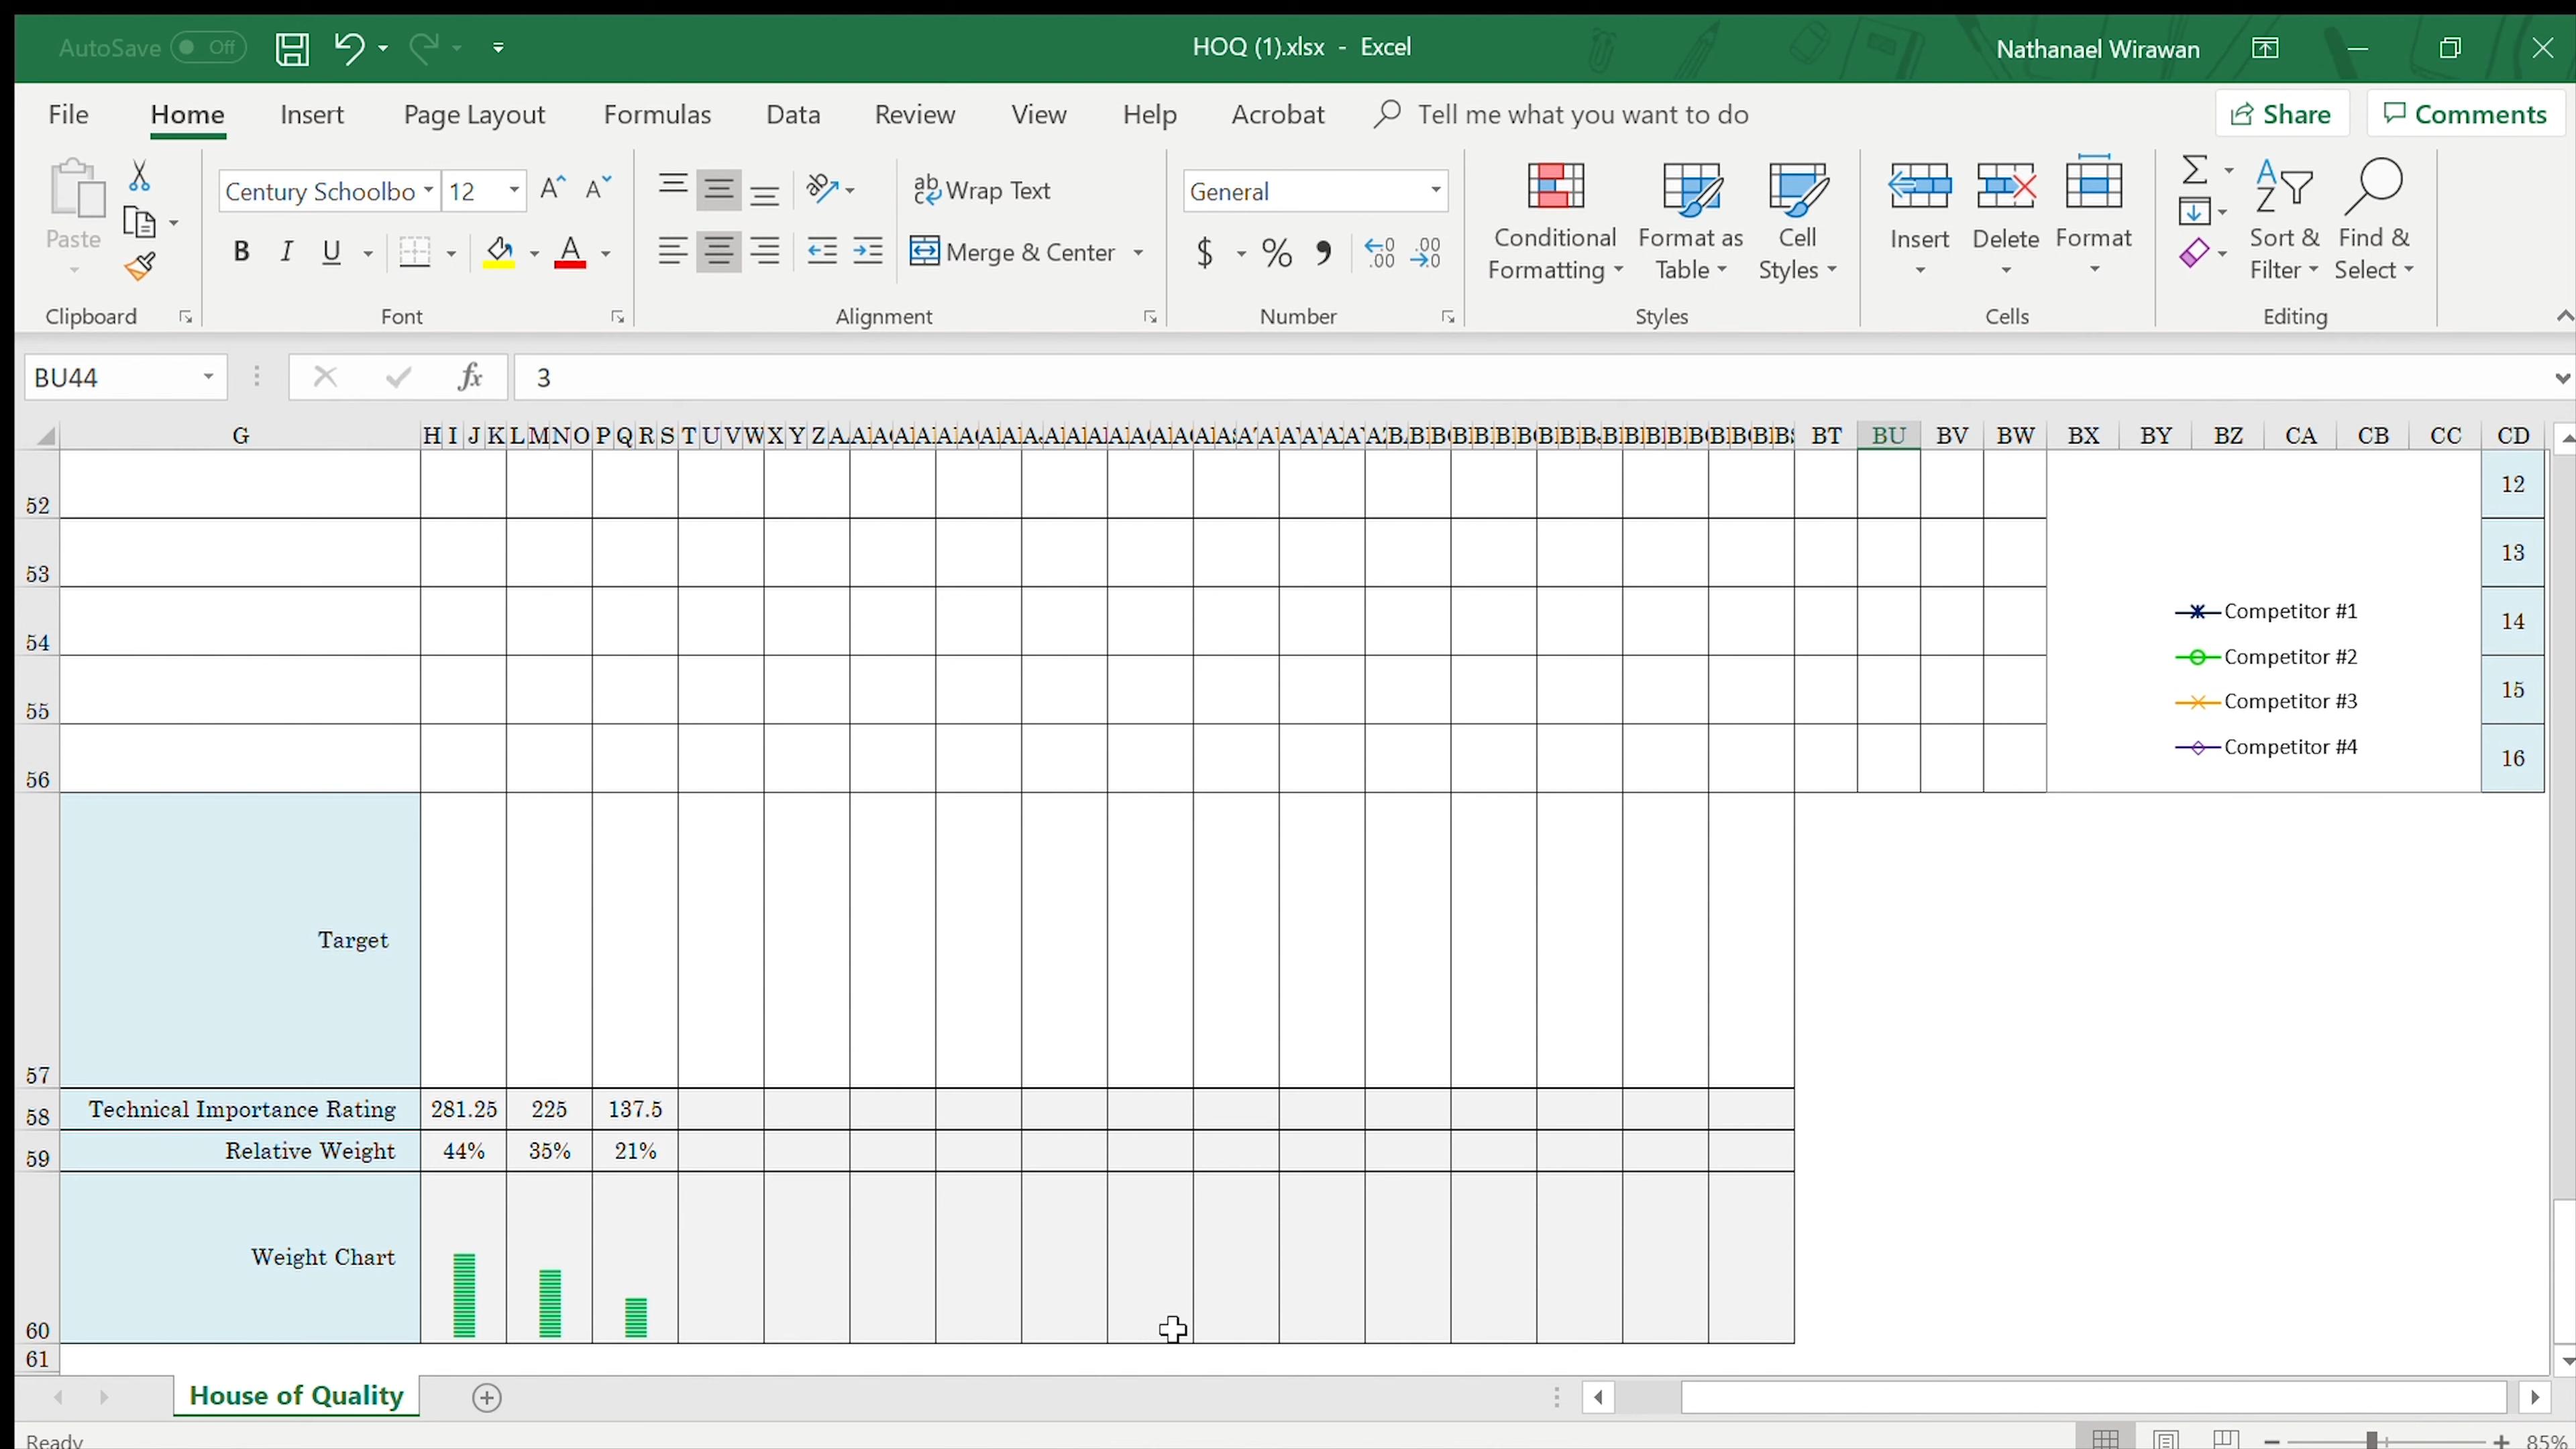 AutoSave Off HOQ (1).xlsx - Excel Nathanael Wirawan
File Home Insert Page Layout Formulas Data Review View Help Acrobat Tell me what you want to do Share Comments
Century Schoolbo 12 Wrap Text General
Paste Merge & Center $ % Conditional Formatting Format as Table Cell Styles Insert Delete Format Sort & Filter Find & Select
Clipboard Font Alignment Number Styles Cells Editing
BU44 fx 3
G H I J K L M N O P Q R S T U V W X Y Z BT BU BV BW BX BY BZ CA CB CC CD
52 12
53 13
54 14
55 15
56 16
Competitor #1
Competitor #2
Competitor #3
Competitor #4
57 Target
58 Technical Importance Rating 281.25 225 137.5
59 Relative Weight 44% 35% 21%
60 Weight Chart
61
House of Quality
Ready 85%